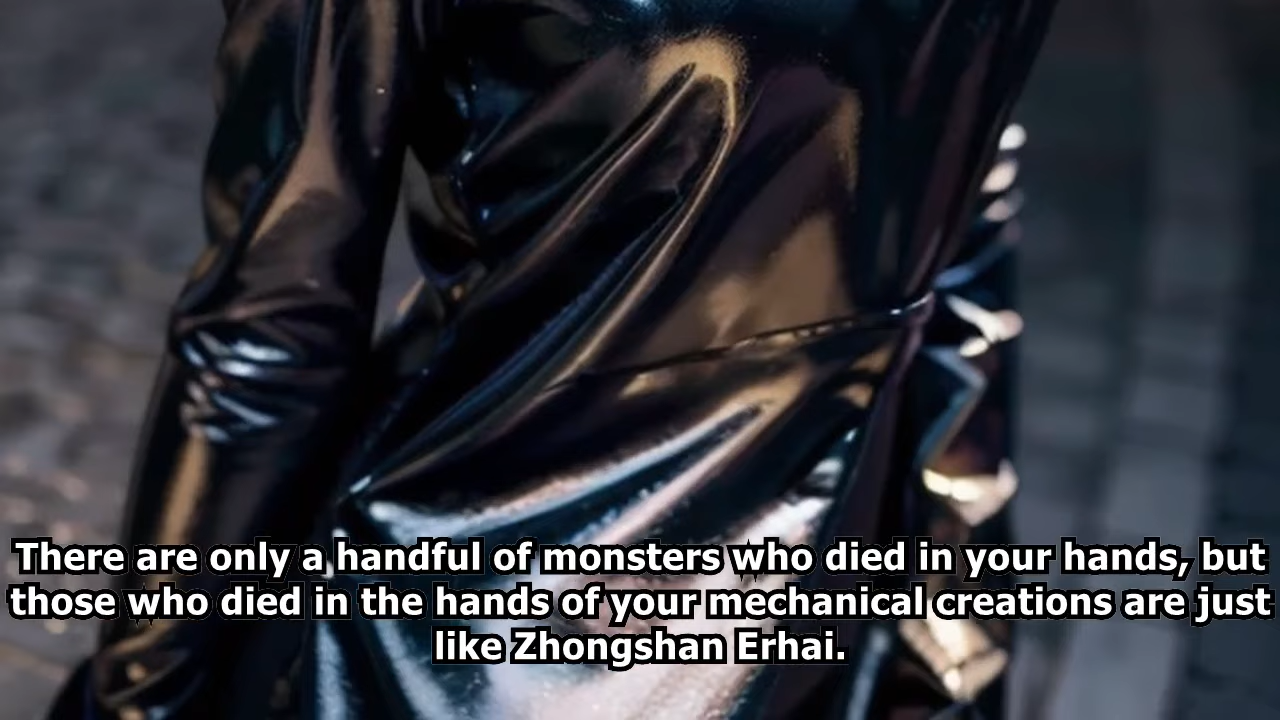 There are only a handful of monsters who died in your hands, but
those who died in the hands of your mechanical creations are just
like Zhongshan Erhai.